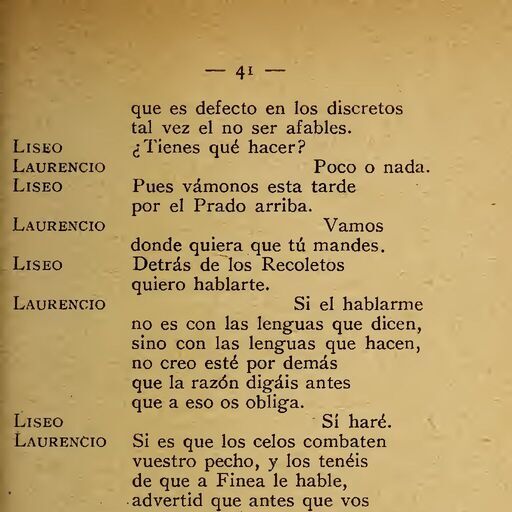 — 41 —
que es defecto en los discretos
tal vez el no ser afables.
LISEO ¿Tienes qué hacer?
LAURENCIO Poco o nada.
LISEO Pues vámonos esta tarde
por el Prado arriba.
LAURENCIO Vamos
donde quiera que tú mandes.
LISEO Detrás de los Recoletos
quiero hablarte.
LAURENCIO Si el hablarme
no es con las lenguas que dicen,
sino con las lenguas que hacen,
no creo esté por demás
que la razón digáis antes
que a eso os obliga.
LISEO Sí haré.
LAURENCIO Si es que los celos combaten
vuestro pecho, y los tenéis
de que a Finea le hable,
advertid que antes que vos